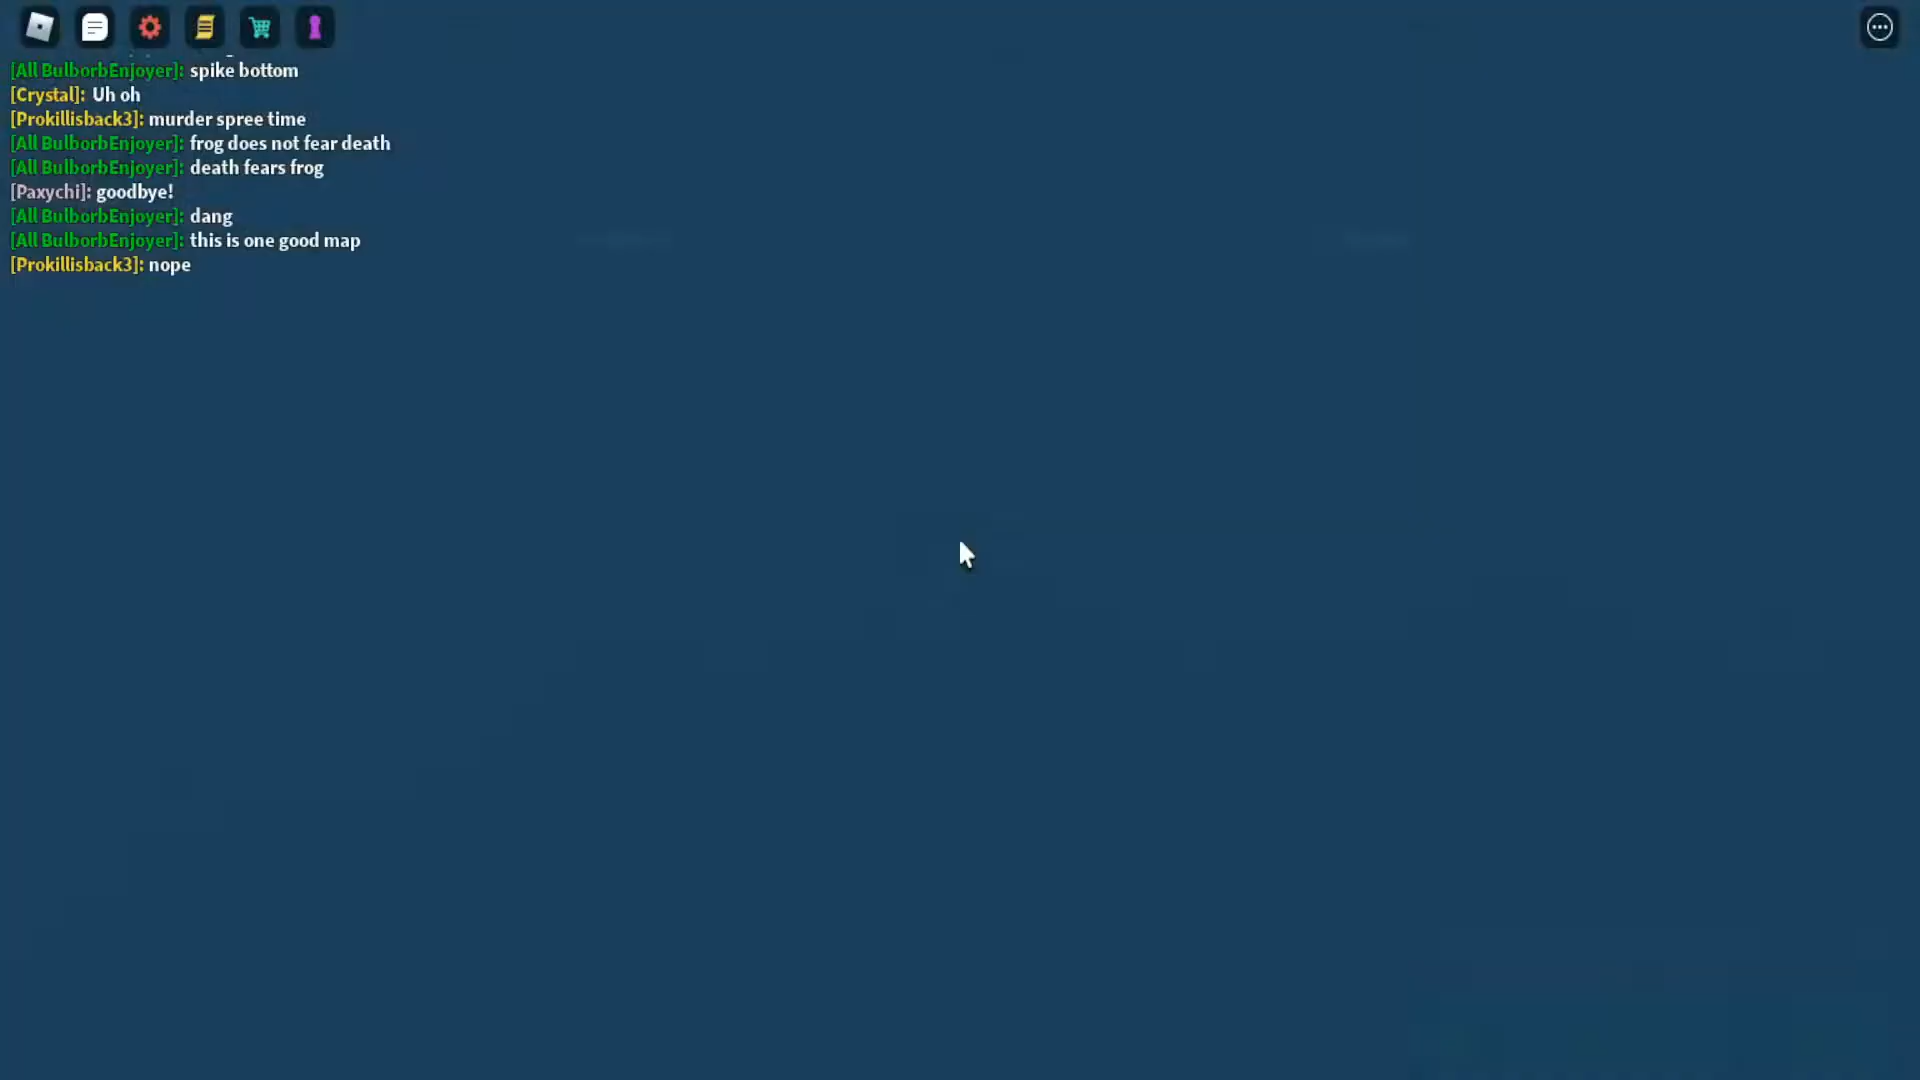 [All BulborbEnjoyer]: spike bottom
[Crystal]: Uh oh
[Prokillisback3]: murder spree time
[All BulborbEnjoyer]: frog does not fear death
[All BulborbEnjoyer]: death fears frog
[Paxychi]: goodbye!
[All BulborbEnjoyer]: dang
[All BulborbEnjoyer]: this is one good map
[Prokillisback3]: nope